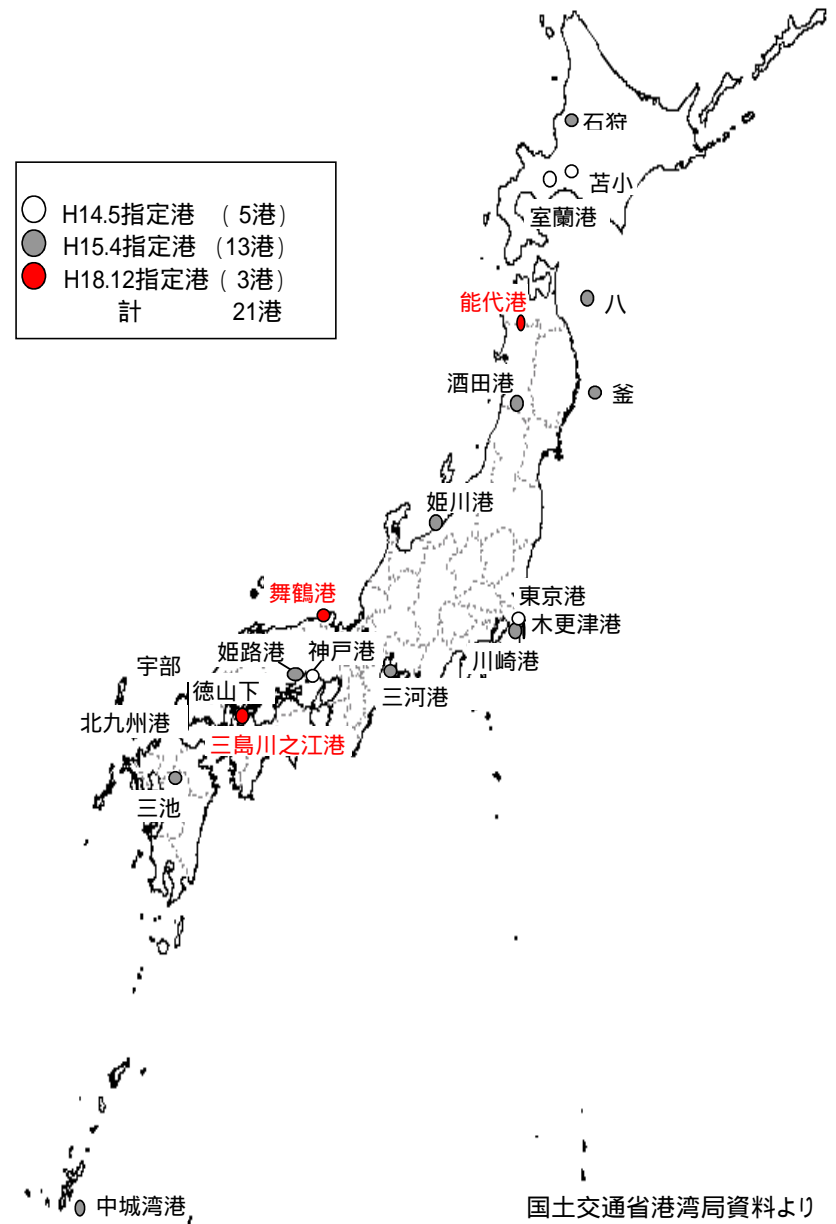 H14.5指定港 （ 5港）
H15.4指定港 （13港）
H18.12指定港（ 3港）
計 21港
石狩
苫小
室蘭港
能代港
八
酒田港
釜
姫川港
舞鶴港
東京港
木更津港
姫路港
神戸港
川崎港
宇部
徳山下
三河港
北九州港
三島川之江港
三池
中城湾港
国土交通省港湾局資料より